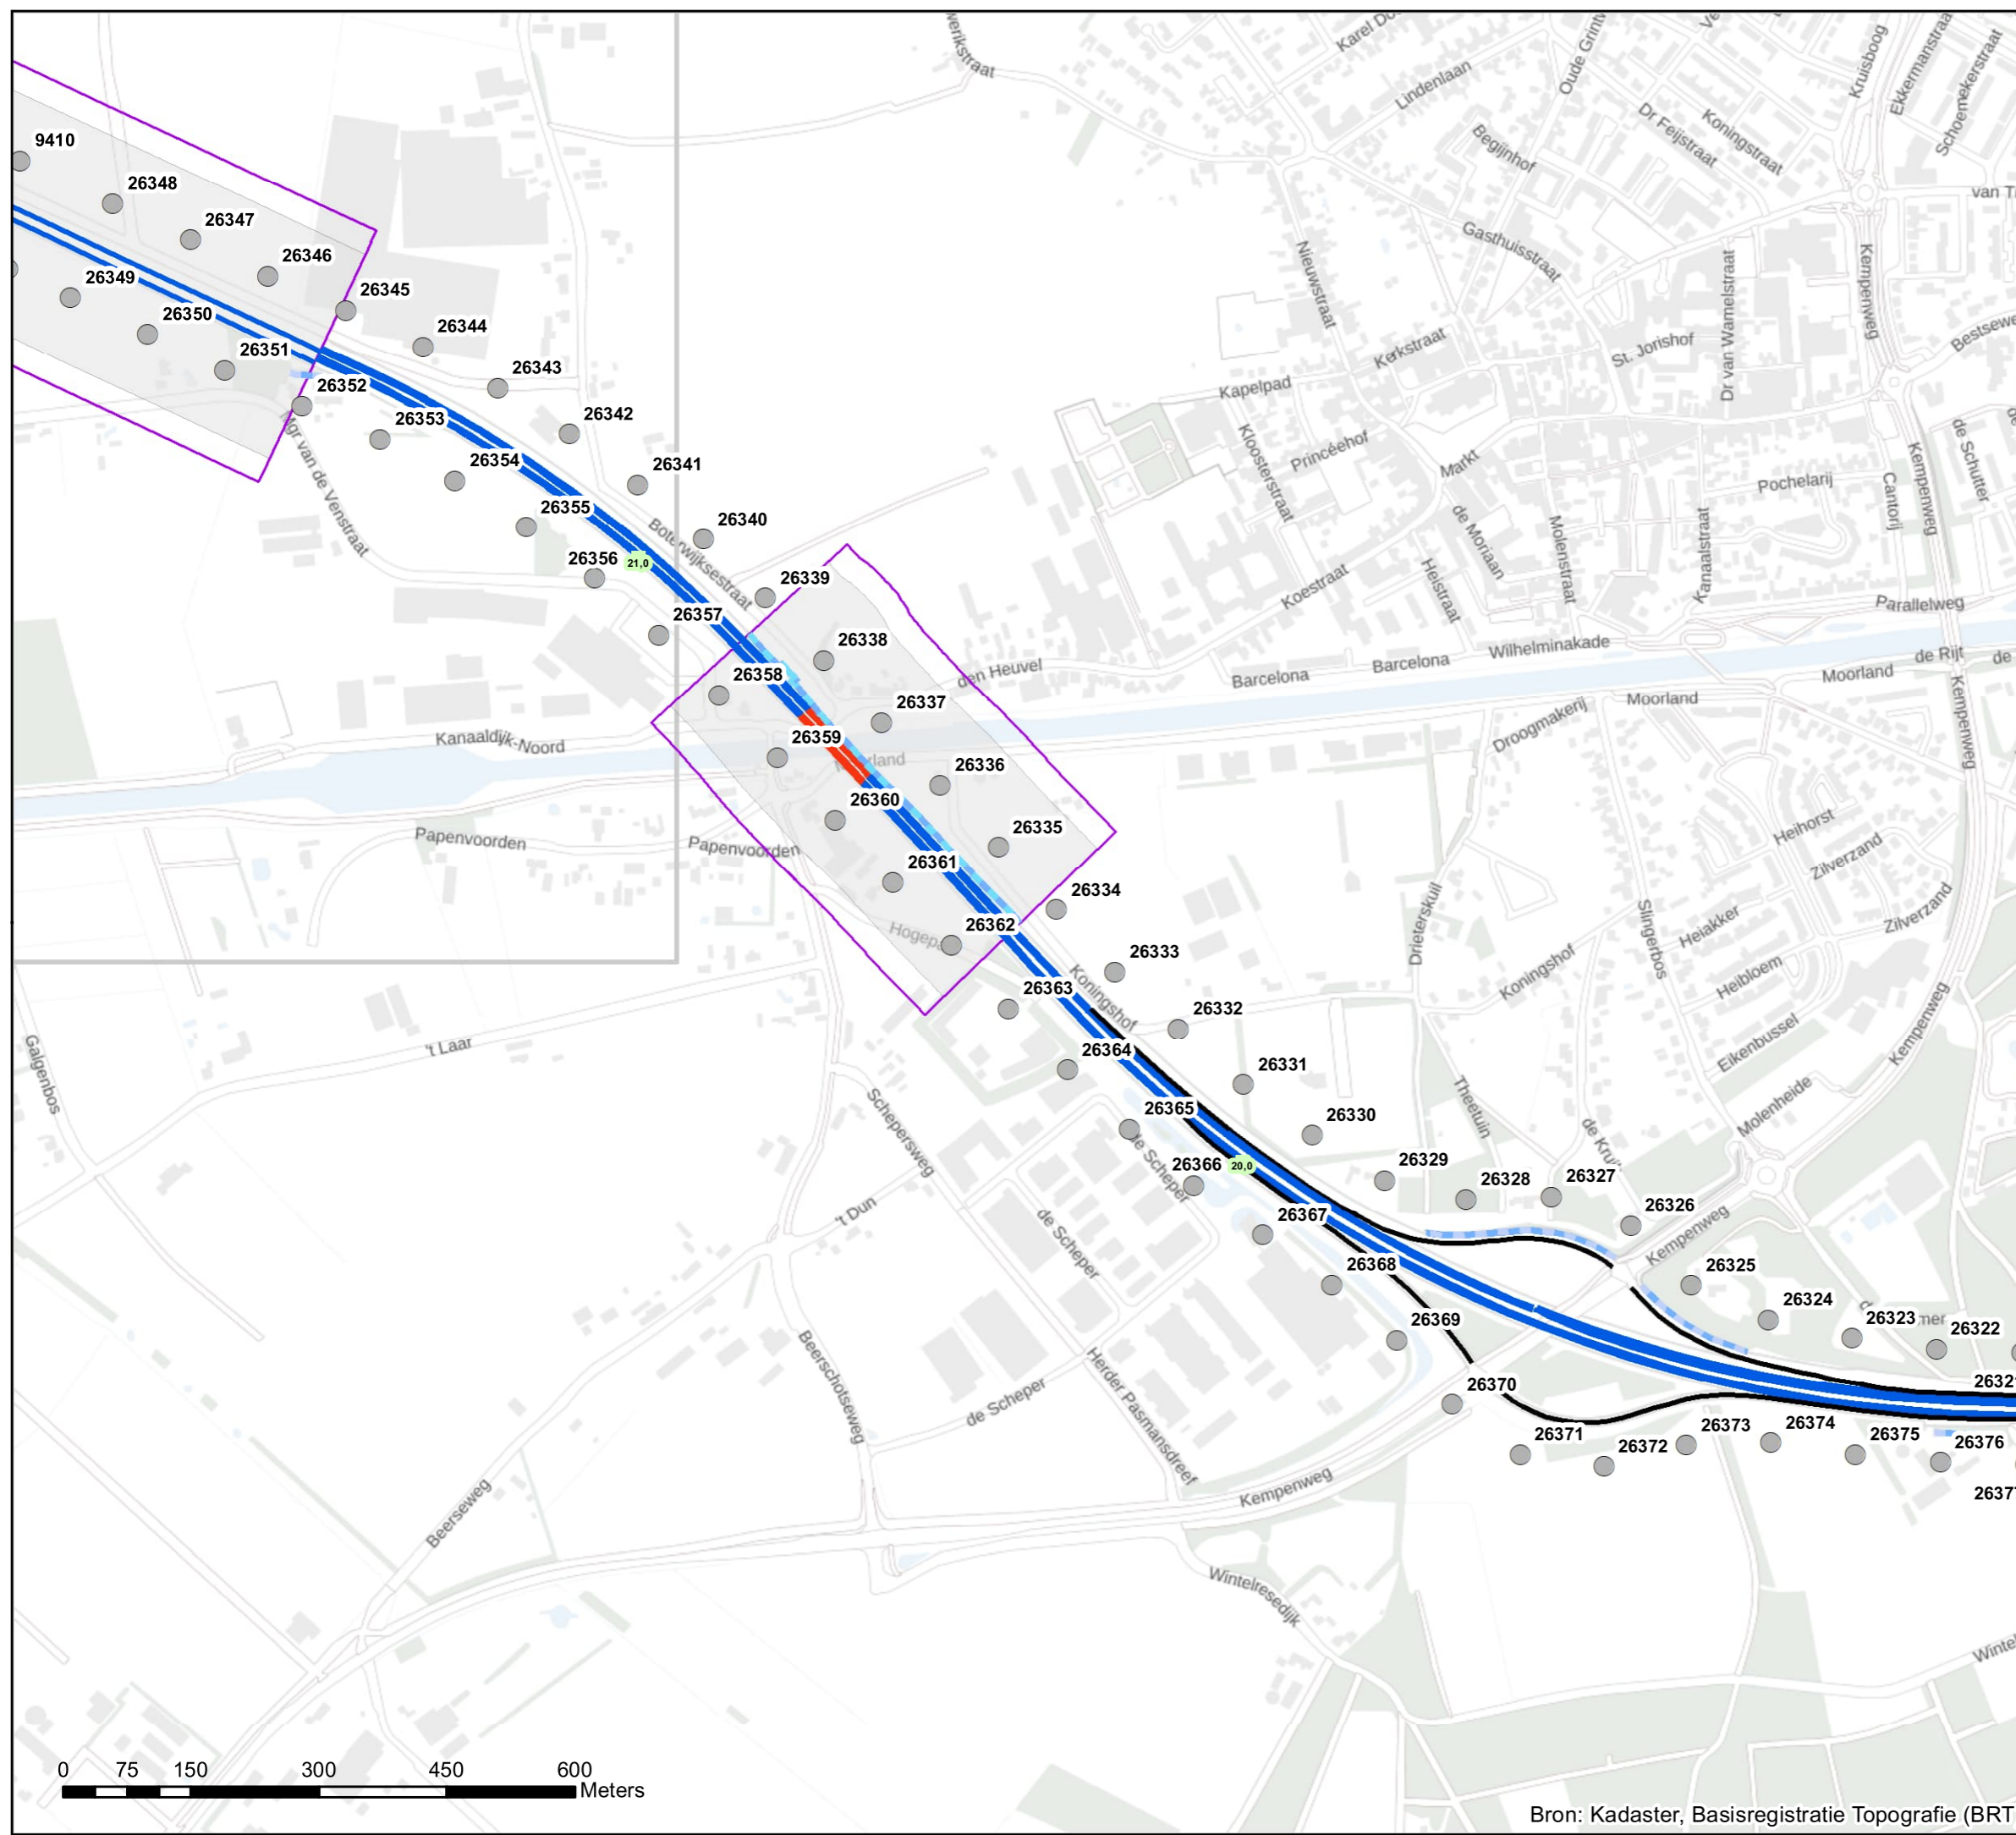 Lindenlaan
Begijnhof
Dr Feijstraat
Koningstraat
Kruisboog
Schoenekerstraat
9410
26348
26347
26346
26345
26344
26343
26342
26341
26340
26339
26338
26337
26336
26335
26334
26333
26332
26331
26330
26329
26328
26327
26326
26325
26324
26323
26322
26349
26350
26351
26352
26353
26354
26355
26356
21,0
26357
26358
26359
26360
26361
26362
26363
26364
26365
26366
20,0
26367
26368
26369
26370
26371
26372
26373
26374
26375
26376
Gasthuisstraat
Nieuwstraat
Kerkstraat
Kapelpad
St. Jorishof
Dr van Wamelstraat
Kempenweg
Kloosterstraat
Princéehof
Markt
de Moriaan
Molenstraat
Pochelarij
Kanaalstraat
Cantorij
Kempenweg
de Schutter
Koestraat
Heistraat
Parallelweg
Wilhelminakade
Barcelona
Barcelona
den Heuvel
Moorland
Moorland
de Rijt
de
Kempenweg
Droogmakerij
Boterwijksestraat
Mgr van de Venstraat
Kanaaldijk-Noord
Papenvoorden
Papenvoorden
Koningshof
Drieterskuil
Slingerbos
Heihorst
Zilverzand
Zilverzand
Heiakker
Heibloem
Koningshof
Eikenbussel
Kempenweg
Molenheide
Theetuin
Kempenweg
Galgenbos
't Laar
Schepersweg
de Scheper
't Dun
de Scheper
Beerschotseweg
de Scheper
Herder Pasmansdreef
Kempenweg
Beerseweg
Wintelresedijk
0 75 150 300 450 600
Meters
Bron: Kadaster, Basisregistratie Topografie (BRT